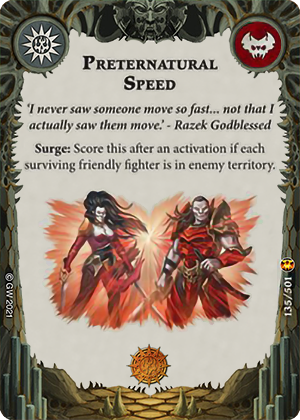 PRETERNATURAL
SPEED
'I never saw someone move so fast... not that I
actually saw them move.' - Razek Godblessed
Surge: Score this after an activation if each
surviving friendly fighter is in enemy territory.
© GW 2021
135/501